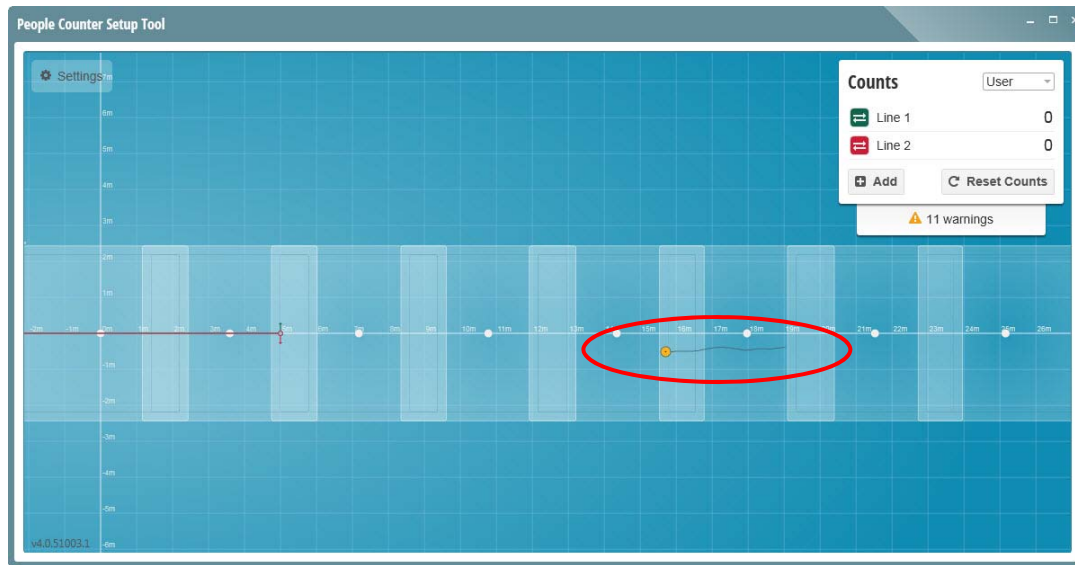 People Counter Setup Tool
Settings
7m
6m
5m
4m
3m
2m
1m
-2m -1m 0m 1m 2m 3m 4m 5m 6m 7m 8m 9m 10m 11m 12m 13m 15m 16m 17m 18m 19m 20m 21m 22m 23m 24m 25m 26m
-1m
-2m
-3m
-4m
-5m
-6m
v4.0.51003.1
Counts User
Line 1 0
Line 2 0
Add Reset Counts
11 warnings